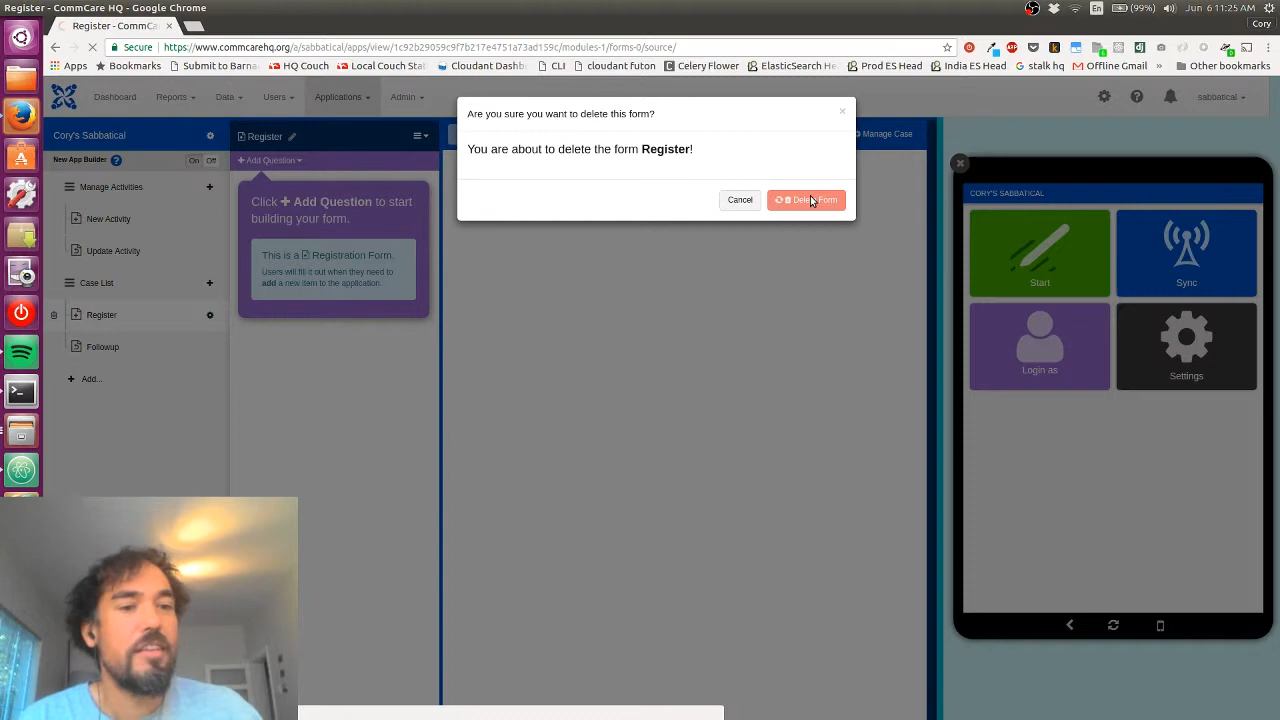 Register - CommCare HQ - Google Chrome
En (99%) Jun 6 11:25 AM
Register - CommC ×
Cory
Secure https://www.commcarehq.org/a/sabbatical/apps/view/1c92b29059c9f7b217e4751a73ad159c/modules-1/forms-0/source/
Apps Bookmarks Submit to Barna HQ Couch Local Couch Stat Cloudant Dashb CLI cloudant futon Celery Flower ElasticSearch He Prod ES Head India ES Head stalk hq Offline Gmail » Other bookmarks
Dashboard Reports Data Users Applications Admin sabbatical
Are you sure you want to delete this form? ×
You are about to delete the form Register!
Cancel Delete Form
Cory's Sabbatical
New App Builder ? On Off
Manage Activities +
New Activity
Update Activity
Case List +
Register
Followup
+ Add...
Register
+ Add Question
Click + Add Question to start
building your form.
This is a Registration Form.
Users will fill it out when they need to
add a new item to the application.
Manage Case
CORY'S SABBATICAL
Start
Sync
Login as
Settings